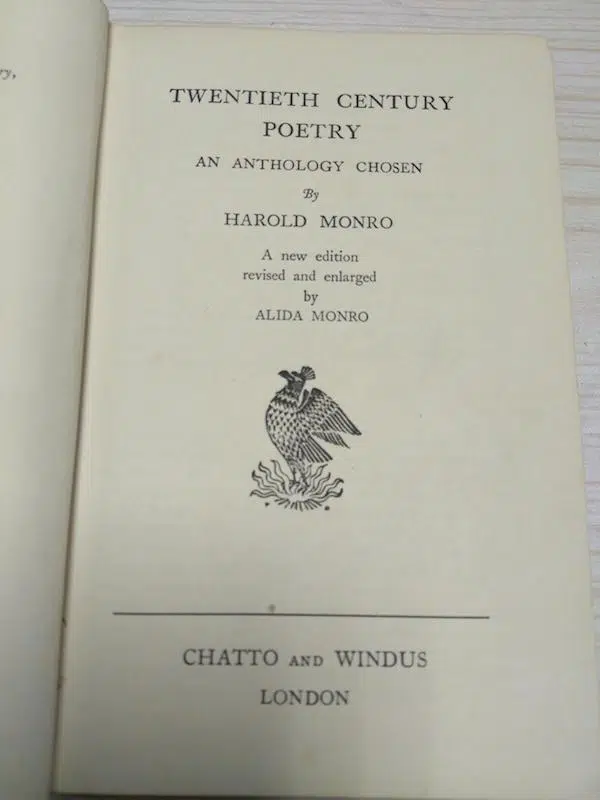 TWENTIETH CENTURY
POETRY
AN ANTHOLOGY CHOSEN
By
HAROLD MONRO
A new edition
revised and enlarged
by
ALIDA MONRO
CHATTO AND WINDUS
LONDON